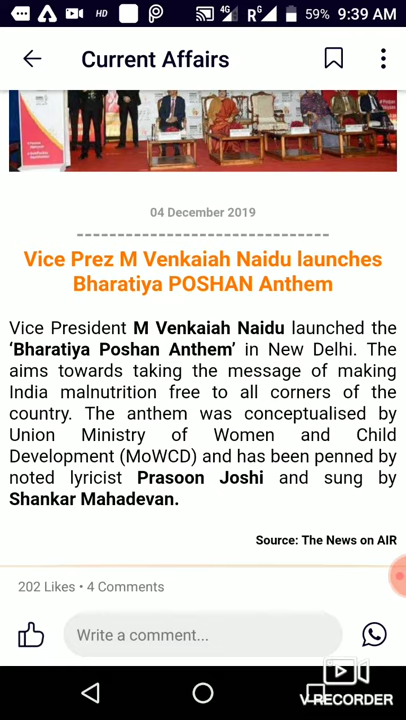 HD 4G R G 59% 9:39 AM
Current Affairs
04 December 2019
Vice Prez M Venkaiah Naidu launches
Bharatiya POSHAN Anthem
Vice President M Venkaiah Naidu launched the
‘Bharatiya Poshan Anthem’ in New Delhi. The
aims towards taking the message of making
India malnutrition free to all corners of the
country. The anthem was conceptualised by
Union Ministry of Women and Child
Development (MoWCD) and has been penned by
noted lyricist Prasoon Joshi and sung by
Shankar Mahadevan.
Source: The News on AIR
202 Likes • 4 Comments
Write a comment...
V RECORDER